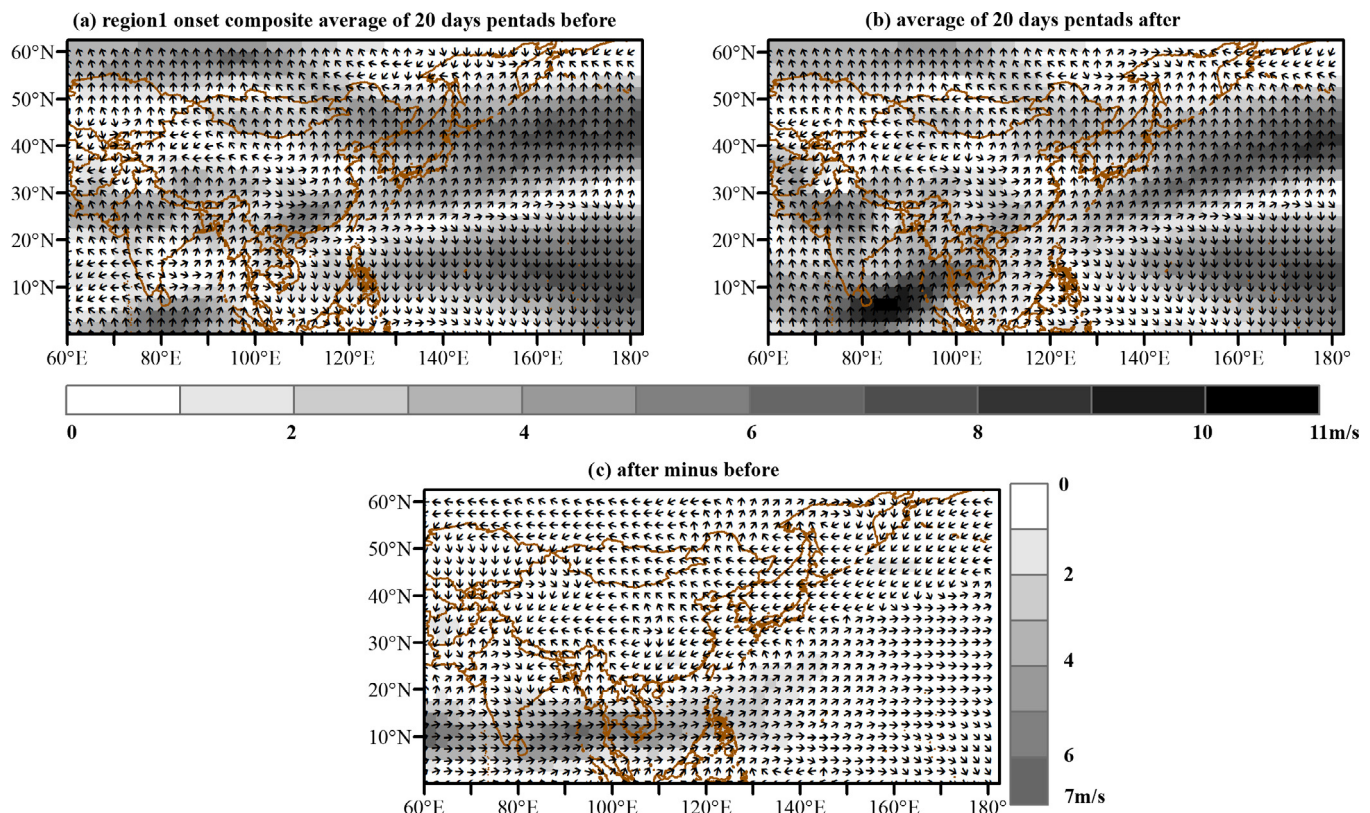 (a) region1 onset composite average of 20 days pentads before
(b) average of 20 days pentads after
60°N
50°N
40°N
30°N
20°N
10°N
60°E 80°E 100°E 120°E 140°E 160°E 180°
60°N
50°N
40°N
30°N
20°N
10°N
60°E 80°E 100°E 120°E 140°E 160°E 180°
0 2 4 6 8 10 11m/s
(c) after minus before
60°N
50°N
40°N
30°N
20°N
10°N
60°E 80°E 100°E 120°E 140°E 160°E 180°
0
2
4
6
7m/s